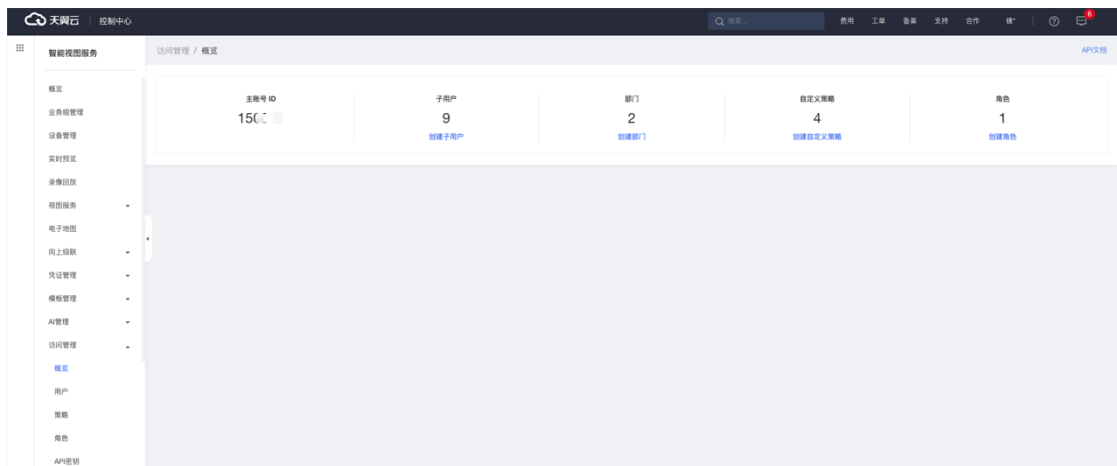 天翼云 控制中心 搜索... 费用 工单 备案 支持 合作 6
智能视图服务 访问管理 / 概览 API文档
概览
业务组管理
设备管理
实时预览
录像回放
视图服务
电子地图
向上级联
凭证管理
模板管理
AI管理
访问管理
概览
用户
策略
角色
API密钥
主账号 ID 子用户 部门 自定义策略 角色
9 2 4 1
创建子用户 创建部门 创建自定义策略 创建角色